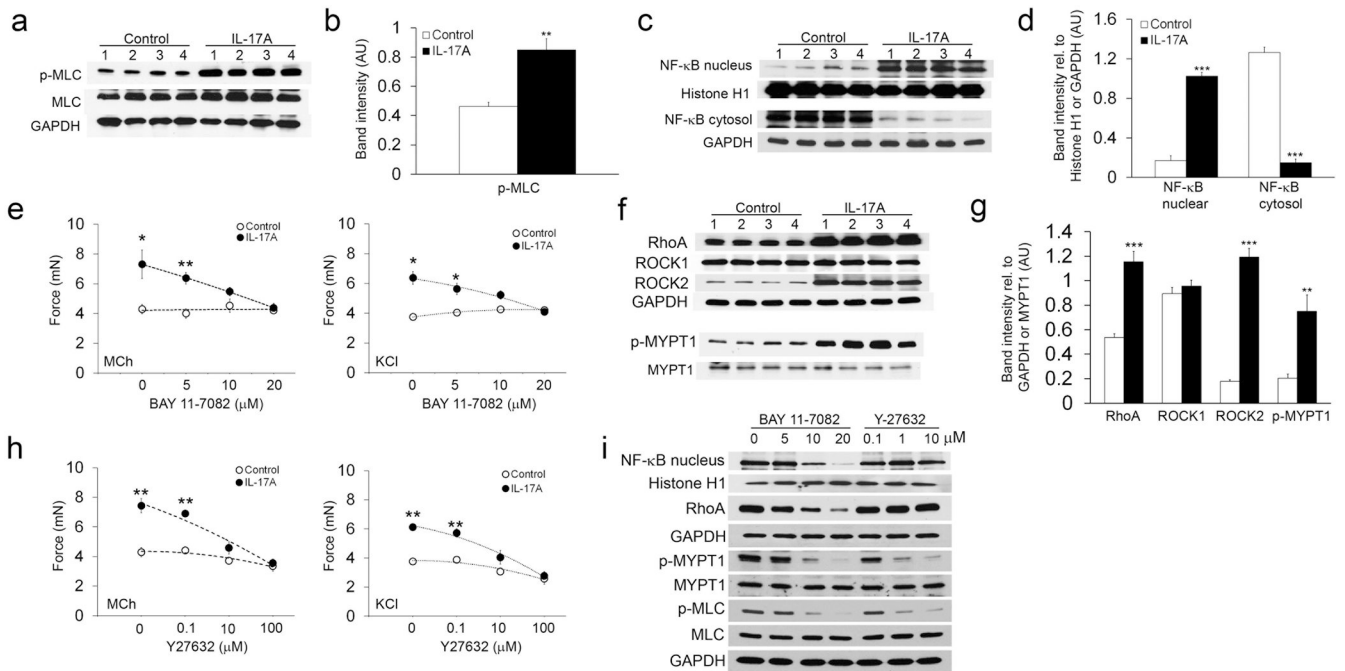 a
Control
IL-17A
1 2 3 4 1 2 3 4
p-MLC
MLC
GAPDH
b
Band intensity (AU)
1
0.8
0.6
0.4
0.2
0
Control
IL-17A
**
p-MLC
c
Control
IL-17A
1 2 3 4 1 2 3 4
NF-κB nucleus
Histone H1
NF-κB cytosol
GAPDH
d
Band intensity rel. to
Histone H1 or GAPDH (AU)
1.6
1.2
0.8
0.4
0
Control
IL-17A
***
***
NF-κB
nuclear
NF-κB
cytosol
e
Force (mN)
10
8
6
4
2
0
Control
IL-17A
*
**
MCh
0 5 10 20
BAY 11-7082 (μM)
Force (mN)
10
8
6
4
2
0
Control
IL-17A
*
*
KCl
0 5 10 20
BAY 11-7082 (μM)
f
Control
IL-17A
1 2 3 4 1 2 3 4
RhoA
ROCK1
ROCK2
GAPDH
p-MYPT1
MYPT1
g
Band intensity rel. to
GAPDH or MYPT1 (AU)
1.4
1.2
1
0.8
0.6
0.4
0.2
0
***
***
**
RhoA ROCK1 ROCK2 p-MYPT1
h
Force (mN)
10
8
6
4
2
0
Control
IL-17A
**
**
MCh
0 0.1 10 100
Y27632 (μM)
Force (mN)
10
8
6
4
2
0
Control
IL-17A
**
**
KCl
0 0.1 10 100
Y27632 (μM)
i
BAY 11-7082
Y-27632
0 5 10 20 0.1 1 10 μM
NF-κB nucleus
Histone H1
RhoA
GAPDH
p-MYPT1
MYPT1
p-MLC
MLC
GAPDH